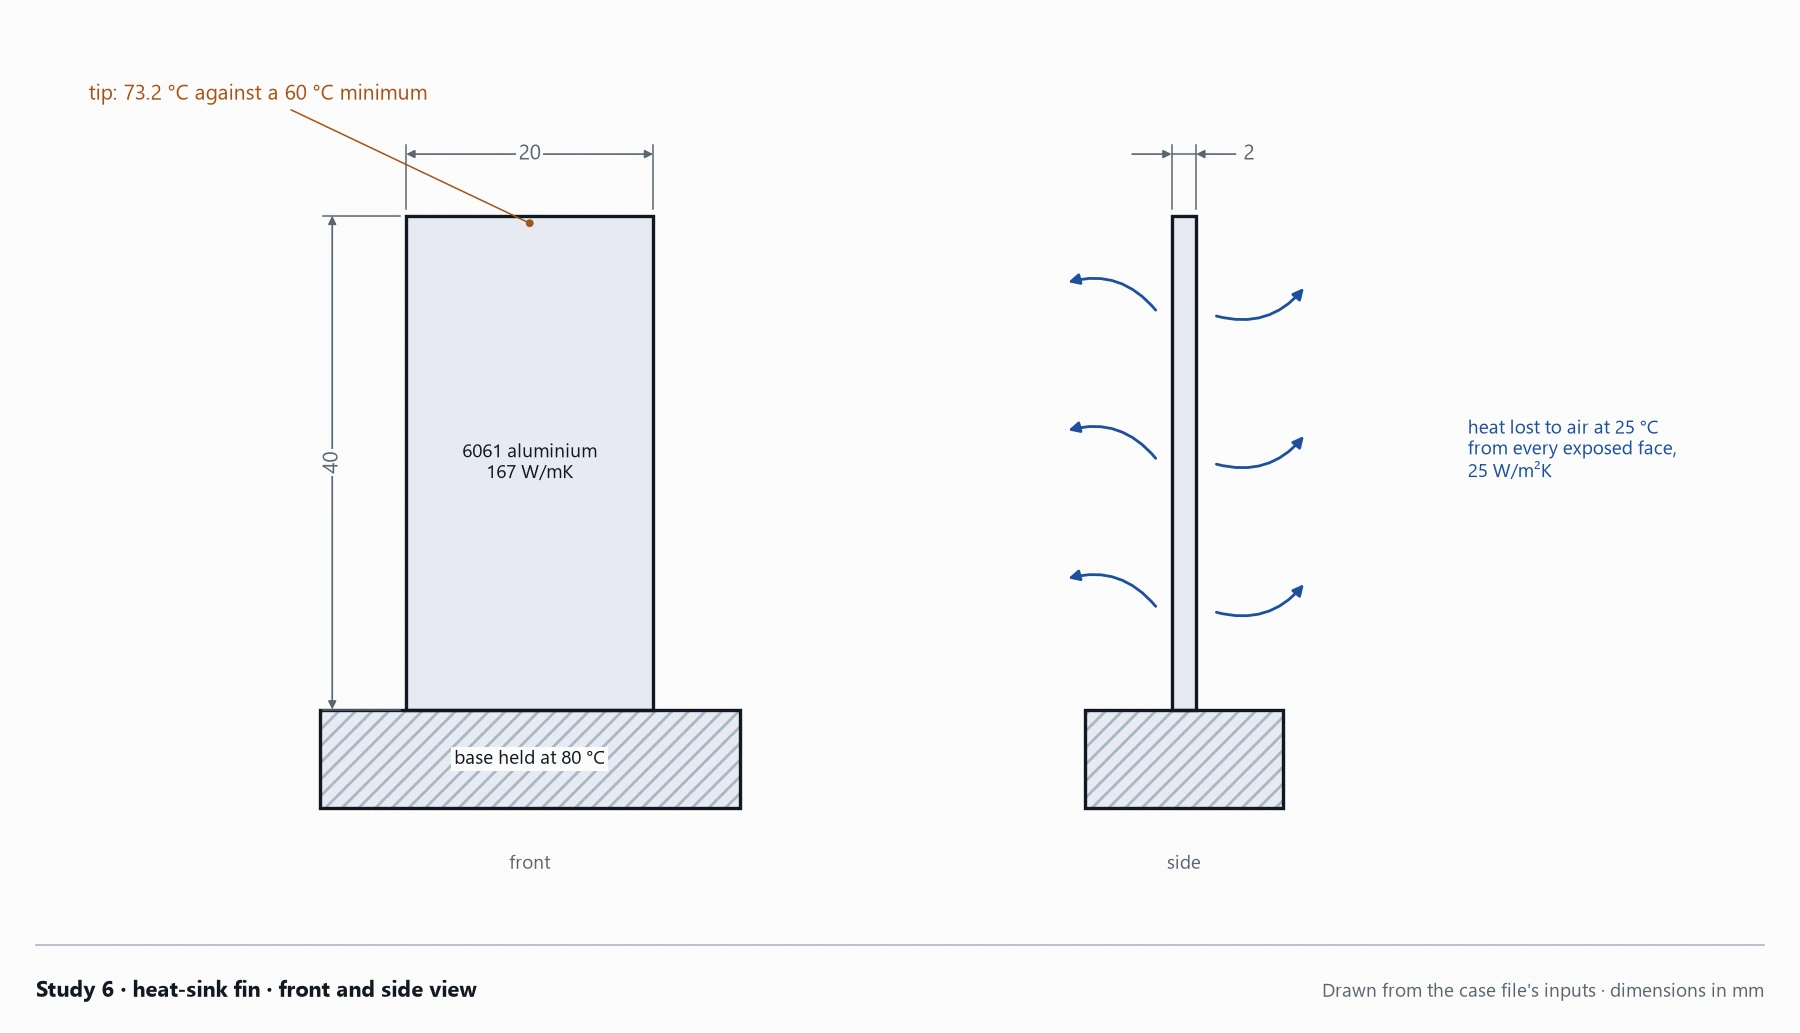 tip: 73.2 °C against a 60 °C minimum
20
2
40
6061 aluminium
167 W/mK
heat lost to air at 25 °C
from every exposed face,
25 W/m²K
base held at 80 °C
front
side
Study 6 · heat-sink fin · front and side view
Drawn from the case file's inputs · dimensions in mm